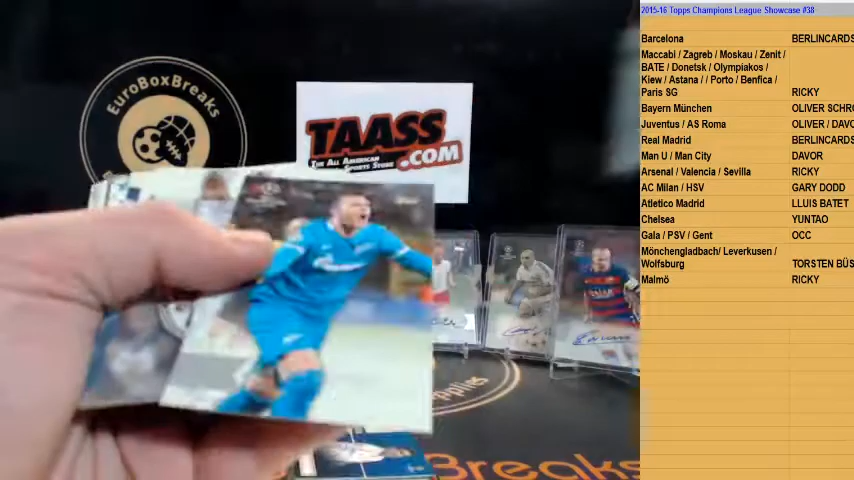 2015-16 Topps Champions League Showcase #38
Barcelona BERLINCARDS
Maccabi / Zagreb / Moskau / Zenit /
BATE / Donetsk / Olympiakos /
Kiew / Astana / / Porto / Benfica /
Paris SG RICKY
Bayern München OLIVER SCHRO
Juventus / AS Roma OLIVER / DAVO
Real Madrid BERLINCARDS
Man U / Man City DAVOR
Arsenal / Valencia / Sevilla RICKY
AC Milan / HSV GARY DODD
Atletico Madrid LLUIS BATET
Chelsea YUNTAO
Gala / PSV / Gent OCC
Mönchengladbach/ Leverkusen /
Wolfsburg TORSTEN BÜS
Malmö RICKY
EuroBoxBreaks
TAASS
THE ALL AMERICAN
SPORTS STORE
.COM
Breaks